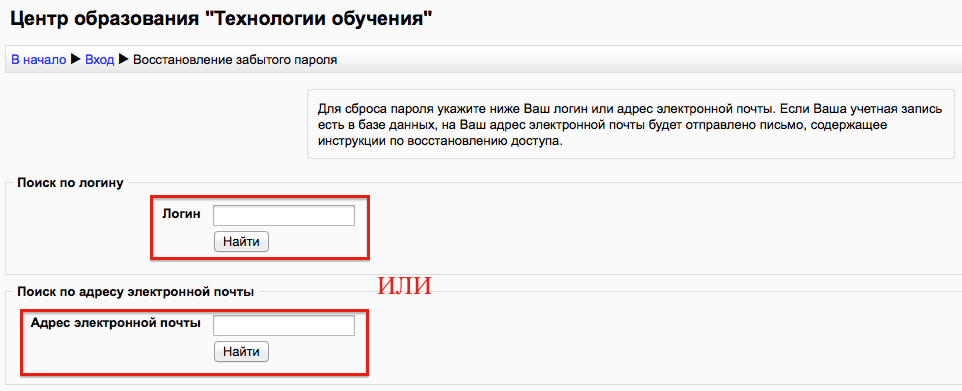 Центр образования "Технологии обучения"
В начало ► Вход ► Восстановление забытого пароля
Для сброса пароля укажите ниже Ваш логин или адрес электронной почты. Если Ваша учетная запись
есть в базе данных, на Ваш адрес электронной почты будет отправлено письмо, содержащее
инструкции по восстановлению доступа.
Поиск по логину
Логин
Найти
ИЛИ
Поиск по адресу электронной почты
Адрес электронной почты
Найти